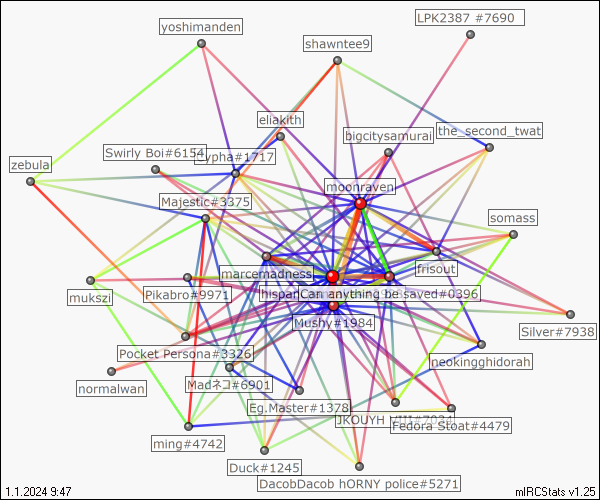 LPK2387 #7690
yoshimanden
shawntee9
eliakith
the_second_twat
bigcitysamurai
Swirly Boi#6154
ypha#1717
zebula
moonraven
Majestic#3375
somass
marcemadness
frisout
mukszi
Pikabro#9971
hispan
Can anything be saved#0396
Mushy#1984
Silver#7938
Pocket Persona#3326
neokingghidorah
normalwan
Madネコ#6901
Eg.Master#1378
JKOUYH
Fedora Stoat#4479
ming#4742
Duck#1245
DacobDacob hORNY police#5271
1.1.2024 9:47
mIRCStats v1.25